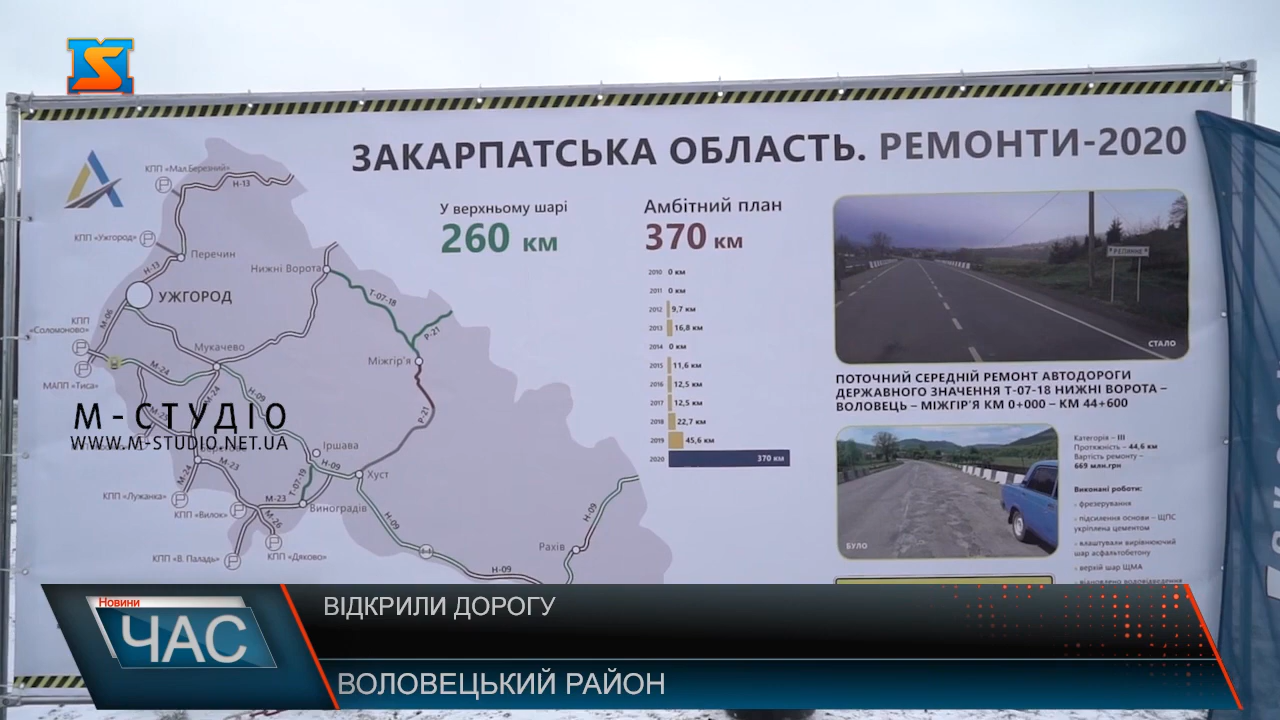 ЗАКАРПАТСЬКА ОБЛАСТЬ. РЕМОНТИ-2020
У верхньому шарі
260 км
Амбітний план
370 км
2010 0 км
2011 0 км
2012 9,7 км
2013 16,8 км
2014 0 км
2015 11,6 км
2016 12,5 км
2017 12,5 км
2018 22,7 км
2019 45,6 км
2020 370 км
КПП «Мал.Березний»
Н-13
КПП «Ужгород»
Перечин
Н-13
Нижні Ворота
УЖГОРОД
Т-07-18
Р-21
М-06
КПП
«Соломоново»
Мукачево
Міжгір'я
М-24
МАПП «Тиса»
М-24
М-24
Н-09
Р-21
М-СТУДІО
WWW.M-STUDIO.NET.UA
Іршава
М-23
Н-09
Хуст
Т-07-19
КПП «Лужанка»
М-23
Виноградів
КПП «Вилок»
М-26
Н-09
Н-09
КПП «В. Паладь»
КПП «Дяково»
Рахів
Н-09
РЕПИННЕ
СТАЛО
ПОТОЧНИЙ СЕРЕДНІЙ РЕМОНТ АВТОДОРОГИ
ДЕРЖАВНОГО ЗНАЧЕННЯ Т-07-18 НИЖНІ ВОРОТА –
ВОЛОВЕЦЬ – МІЖГІР'Я КМ 0+000 – КМ 44+600
БУЛО
Категорія – III
Протяжність – 44,6 км
Вартість ремонту –
669 млн.грн
Виконані роботи:
фрезерування
підсилення основи – ЩПС
укріплена цементом
влаштували вирівнюючий
шар асфальтобетону
верхій шар ЩМА
відновлено водовідведення
Новини
ЧАС
ВІДКРИЛИ ДОРОГУ
ВОЛОВЕЦЬКИЙ РАЙОН